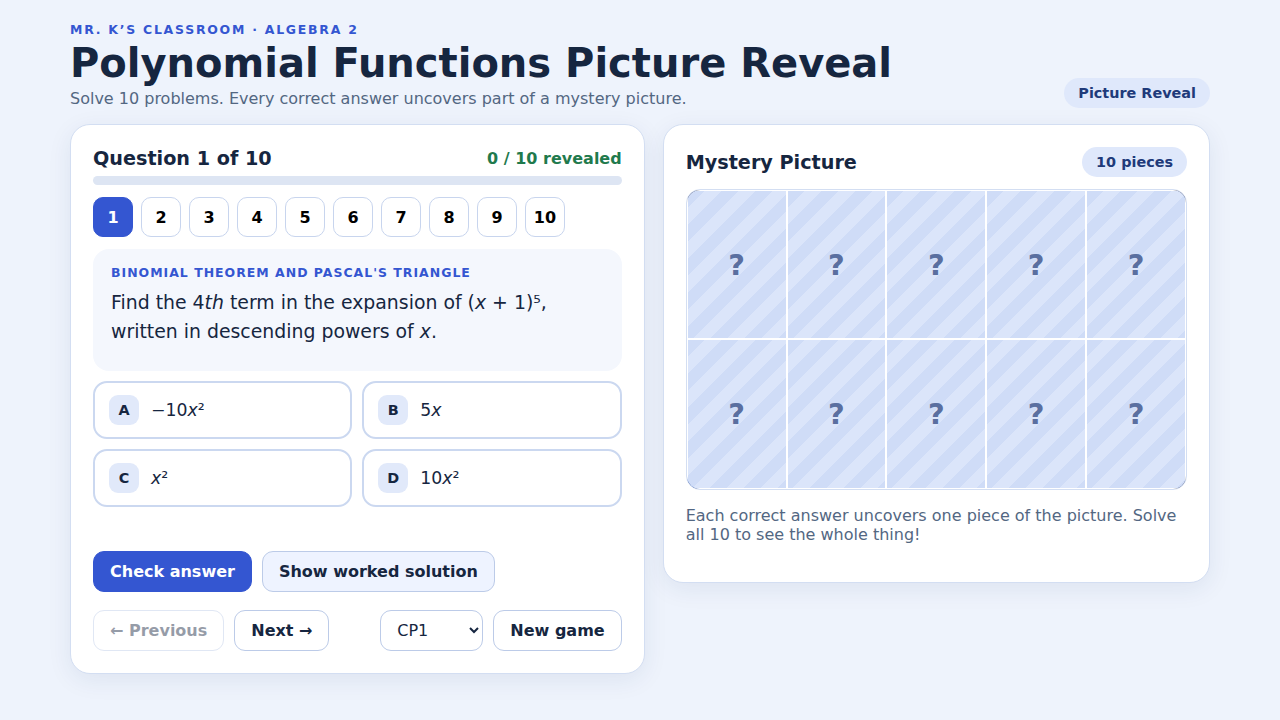 MR. K’S CLASSROOM · ALGEBRA 2
Polynomial Functions Picture Reveal
Solve 10 problems. Every correct answer uncovers part of a mystery picture.
Picture Reveal
Question 1 of 10
0 / 10 revealed
1 2 3 4 5 6 7 8 9 10
BINOMIAL THEOREM AND PASCAL'S TRIANGLE
Find the 4th term in the expansion of (x + 1)⁵,
written in descending powers of x.
A −10x²
B 5x
C x²
D 10x²
Check answer
Show worked solution
← Previous
Next →
CP1
New game
Mystery Picture
10 pieces
? ? ? ? ?
? ? ? ? ?
Each correct answer uncovers one piece of the picture. Solve
all 10 to see the whole thing!